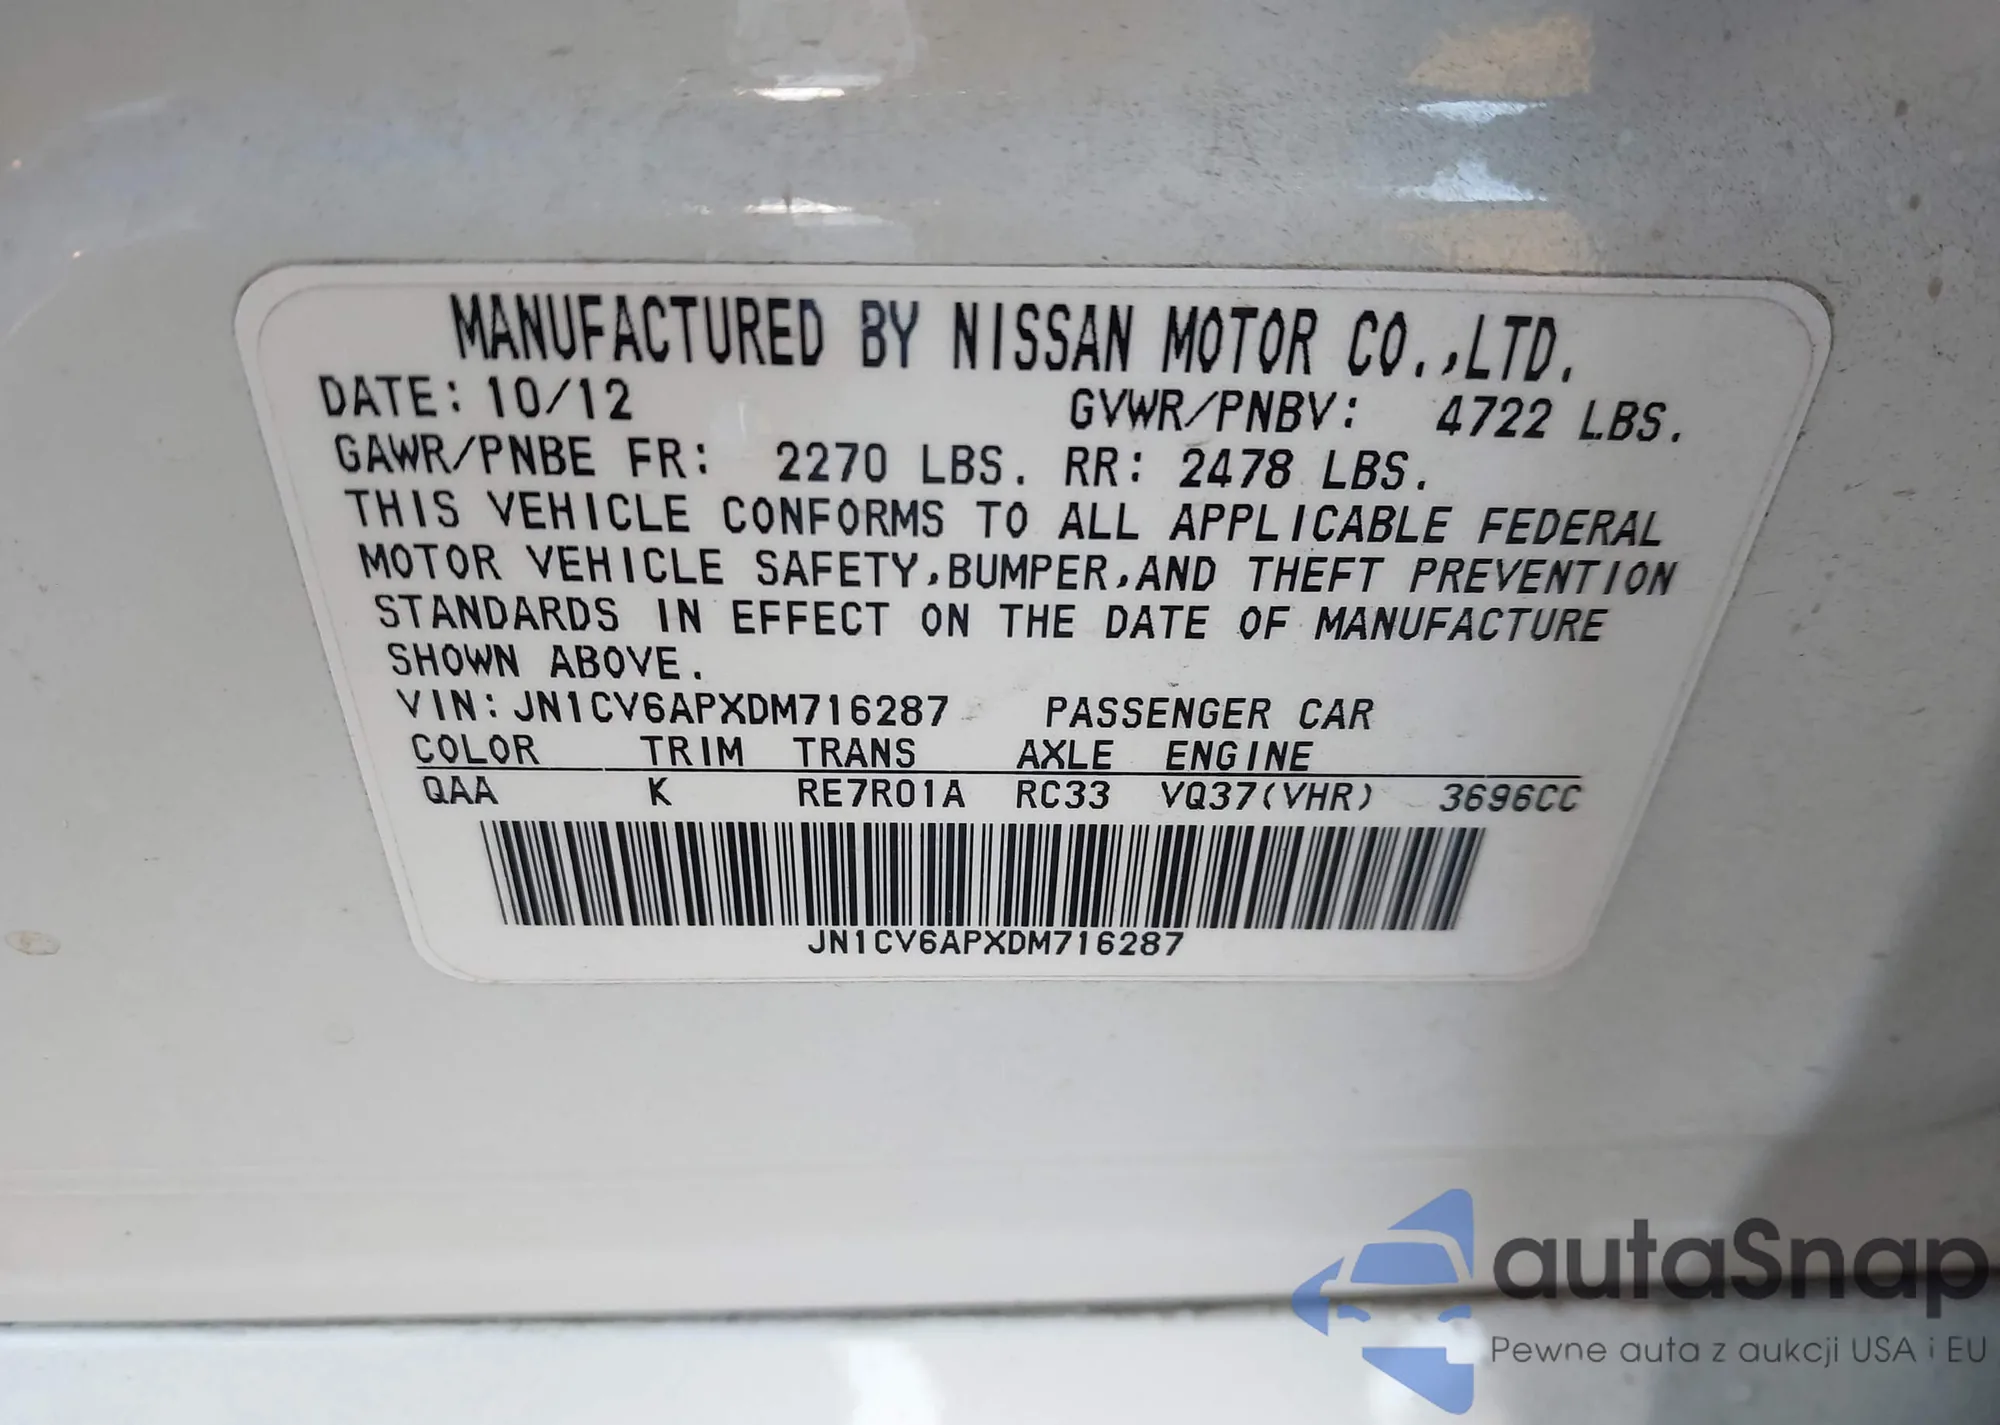 MANUFACTURED BY NISSAN MOTOR CO.,LTD.
DATE: 10/12 GVWR/PNBV: 4722 LBS.
GAWR/PNBE FR: 2270 LBS. RR: 2478 LBS.
THIS VEHICLE CONFORMS TO ALL APPLICABLE FEDERAL
MOTOR VEHICLE SAFETY,BUMPER,AND THEFT PREVENTION
STANDARDS IN EFFECT ON THE DATE OF MANUFACTURE
SHOWN ABOVE.
VIN:JN1CV6APXDM716287 PASSENGER CAR
COLOR TRIM TRANS AXLE ENGINE
QAA K RE7R01A RC33 VQ37(VHR) 3696CC
JN1CV6APXDM716287
autaSnap
Pewne auta z aukcji USA i EU